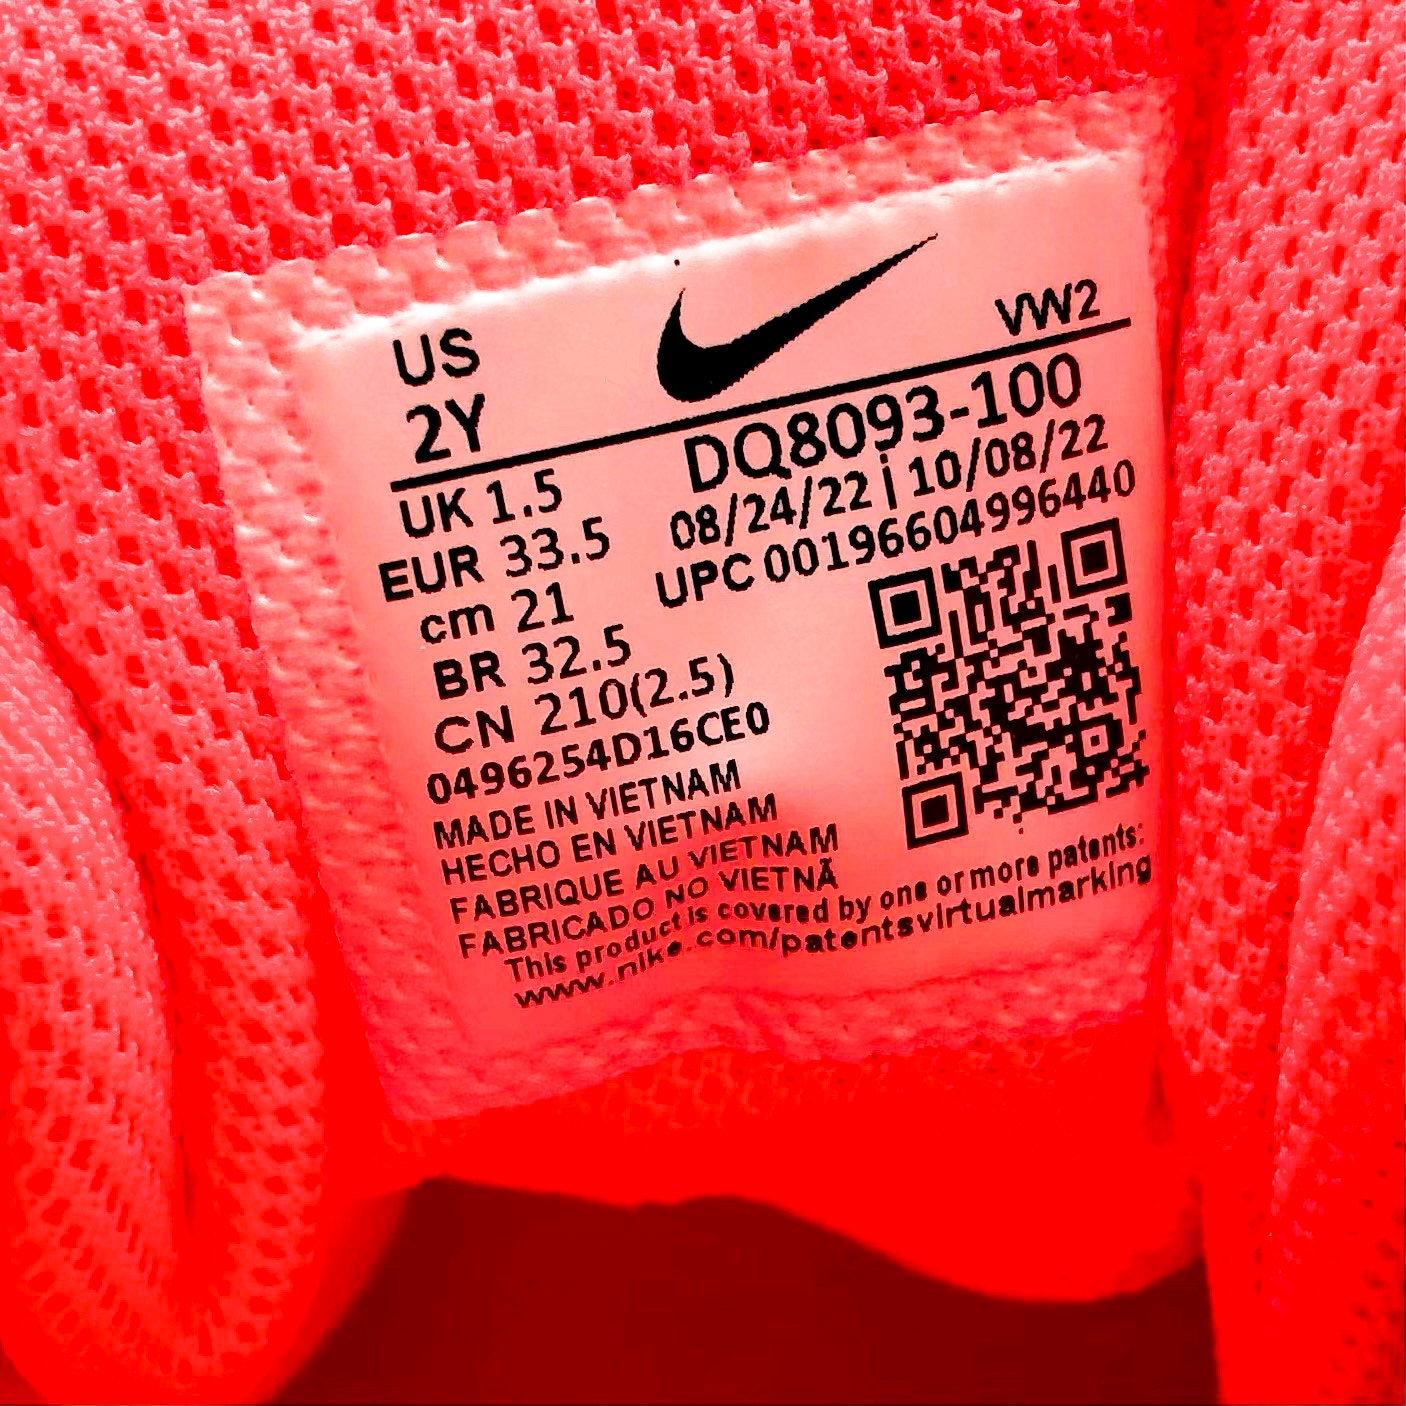 US
2Y
VW2
UK 1.5
EUR 33.5
cm 21
BR 32.5
CN 210(2.5)
DQ8093-100
08/24/22 | 10/08/22
UPC 00196604996440
0496254D16CE0
MADE IN VIETNAM
HECHO EN VIETNAM
FABRIQUE AU VIETNAM
FABRICADO NO VIETNÃ
This product is covered by one or more patents:
www.nike.com/patentsvirtualmarking